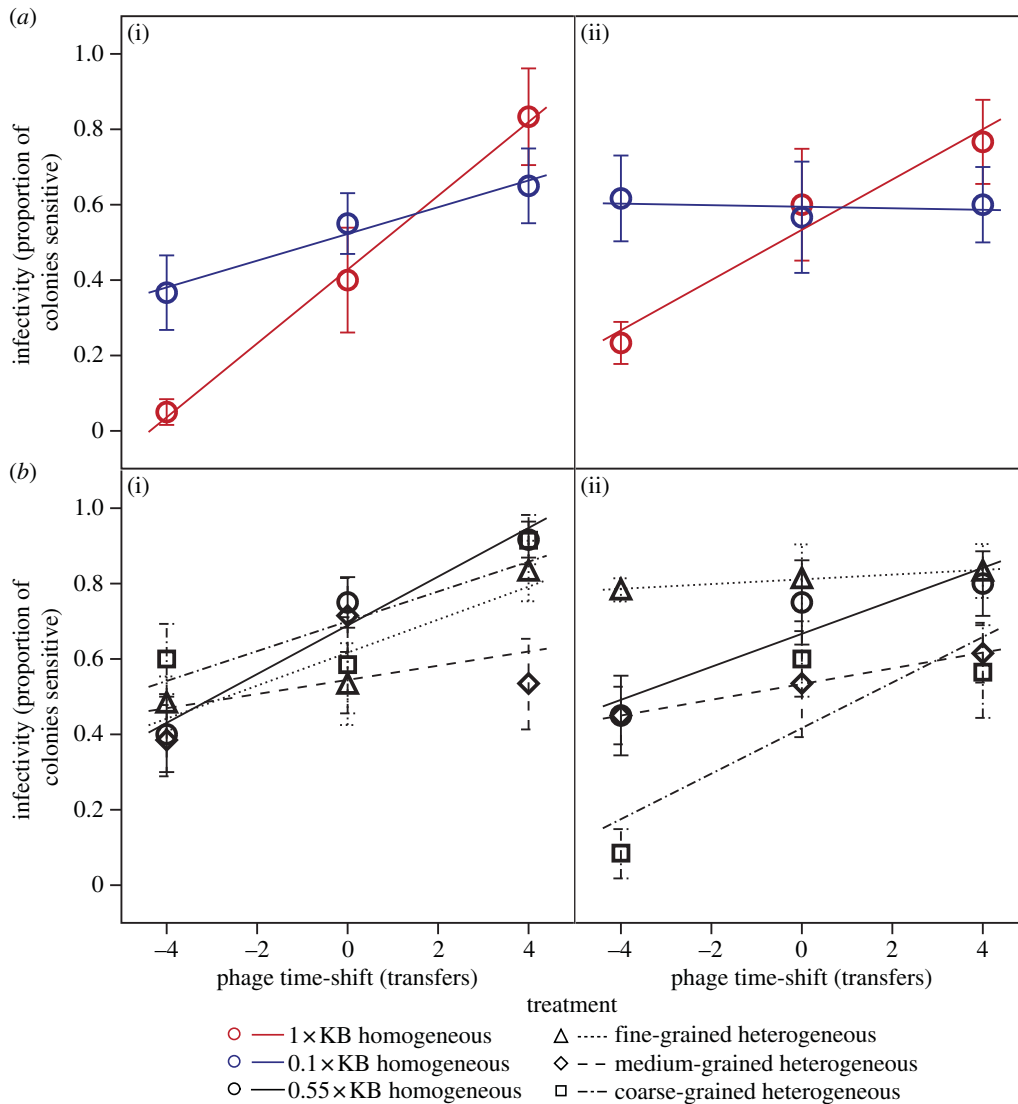 (a)
(i)
(ii)
1.0
0.8
0.6
0.4
0.2
0
infectivity (proportion of
colonies sensitive)
(b)
(i)
(ii)
1.0
0.8
0.6
0.4
0.2
0
infectivity (proportion of
colonies sensitive)
–4 –2 0 2 4 –4 –2 0 2 4
phage time-shift (transfers) phage time-shift (transfers)
treatment
1×KB homogeneous
0.1×KB homogeneous
0.55×KB homogeneous
fine-grained heterogeneous
medium-grained heterogeneous
coarse-grained heterogeneous